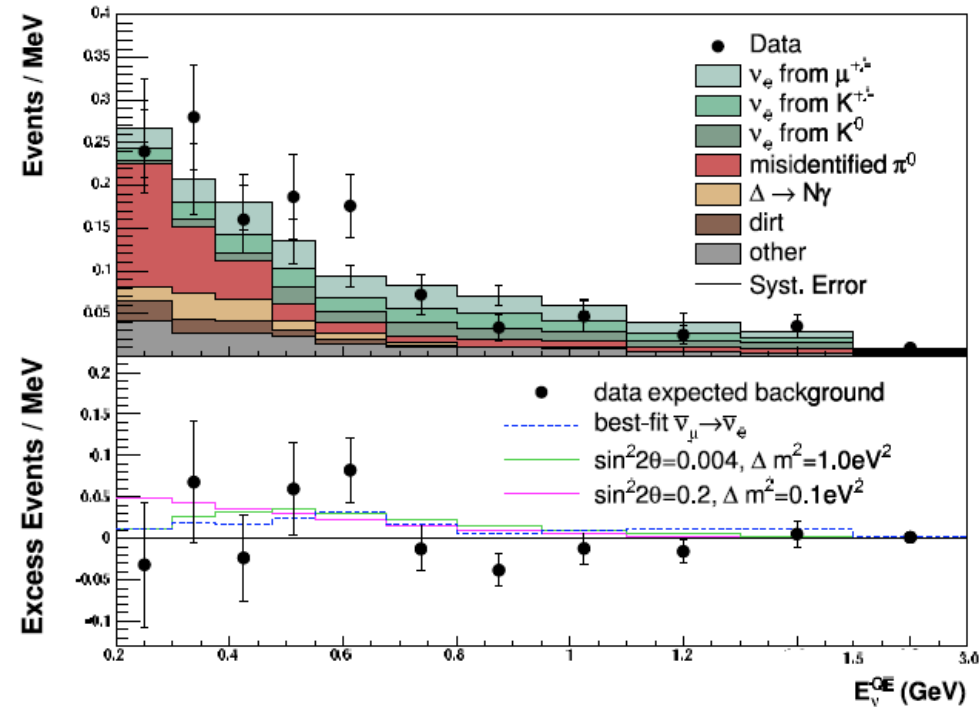 Events / MeV
0.4
0.35
0.3
0.25
0.2
0.15
0.1
0.05
Data
νe from μ+/-
νe from K+/-
νe from K0
misidentified π0
Δ → Nγ
dirt
other
Syst. Error
Excess Events / MeV
0.2
0.15
0.1
0.05
0
-0.05
-0.1
data expected background
best-fit ν̅μ→ν̅e
sin²2θ=0.004, Δ m²=1.0eV²
sin²2θ=0.2, Δ m²=0.1eV²
0.2 0.4 0.6 0.8 1 1.2 1.5 3.0
EνQE (GeV)